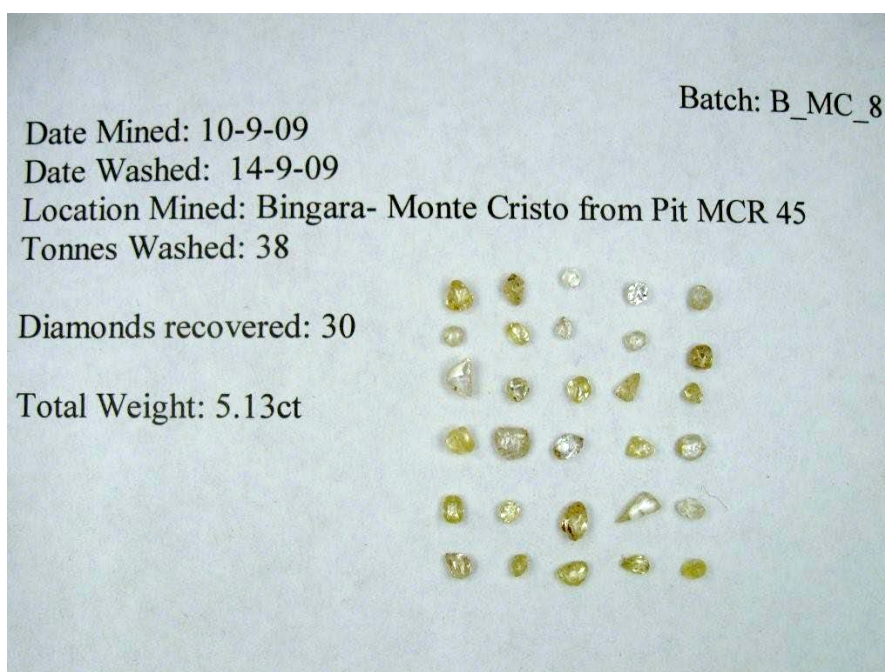 Batch: B_MC_8
Date Mined: 10-9-09
Date Washed: 14-9-09
Location Mined: Bingara- Monte Cristo from Pit MCR 45
Tonnes Washed: 38
Diamonds recovered: 30
Total Weight: 5.13ct